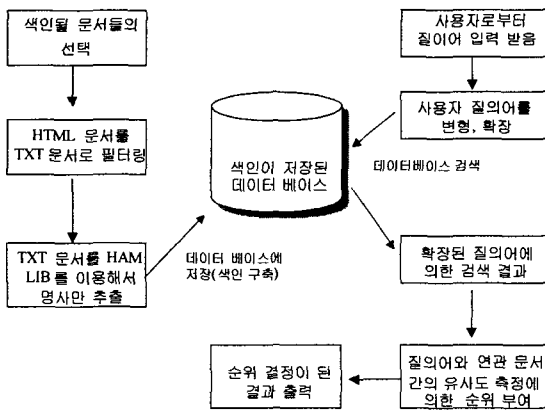 색인될 문서들의
선택
HTML 문서를
TXT 문서로 필터링
TXT 문서를 HAM
LIB를 이용해서
명사만 추출
데이터 베이스에
저장(색인 구축)
색인이 저장된
데이터 베이스
사용자로부터
질의어 입력 받음
사용자 질의어를
변형, 확장
데이터베이스 검색
확장된 질의어에
의한 검색 결과
질의어와 연관 문서
간의 유사도 측정에
의한 순위 부여
순위 결정이 된
결과 출력